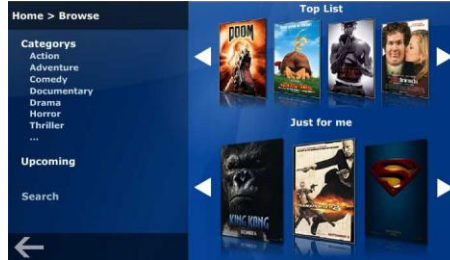 Home > Browse
Categorys
Action
Adventure
Comedy
Documentary
Drama
Horror
Thriller
...
Upcoming
Search
Top List
DOOM
Just for me
KING KONG